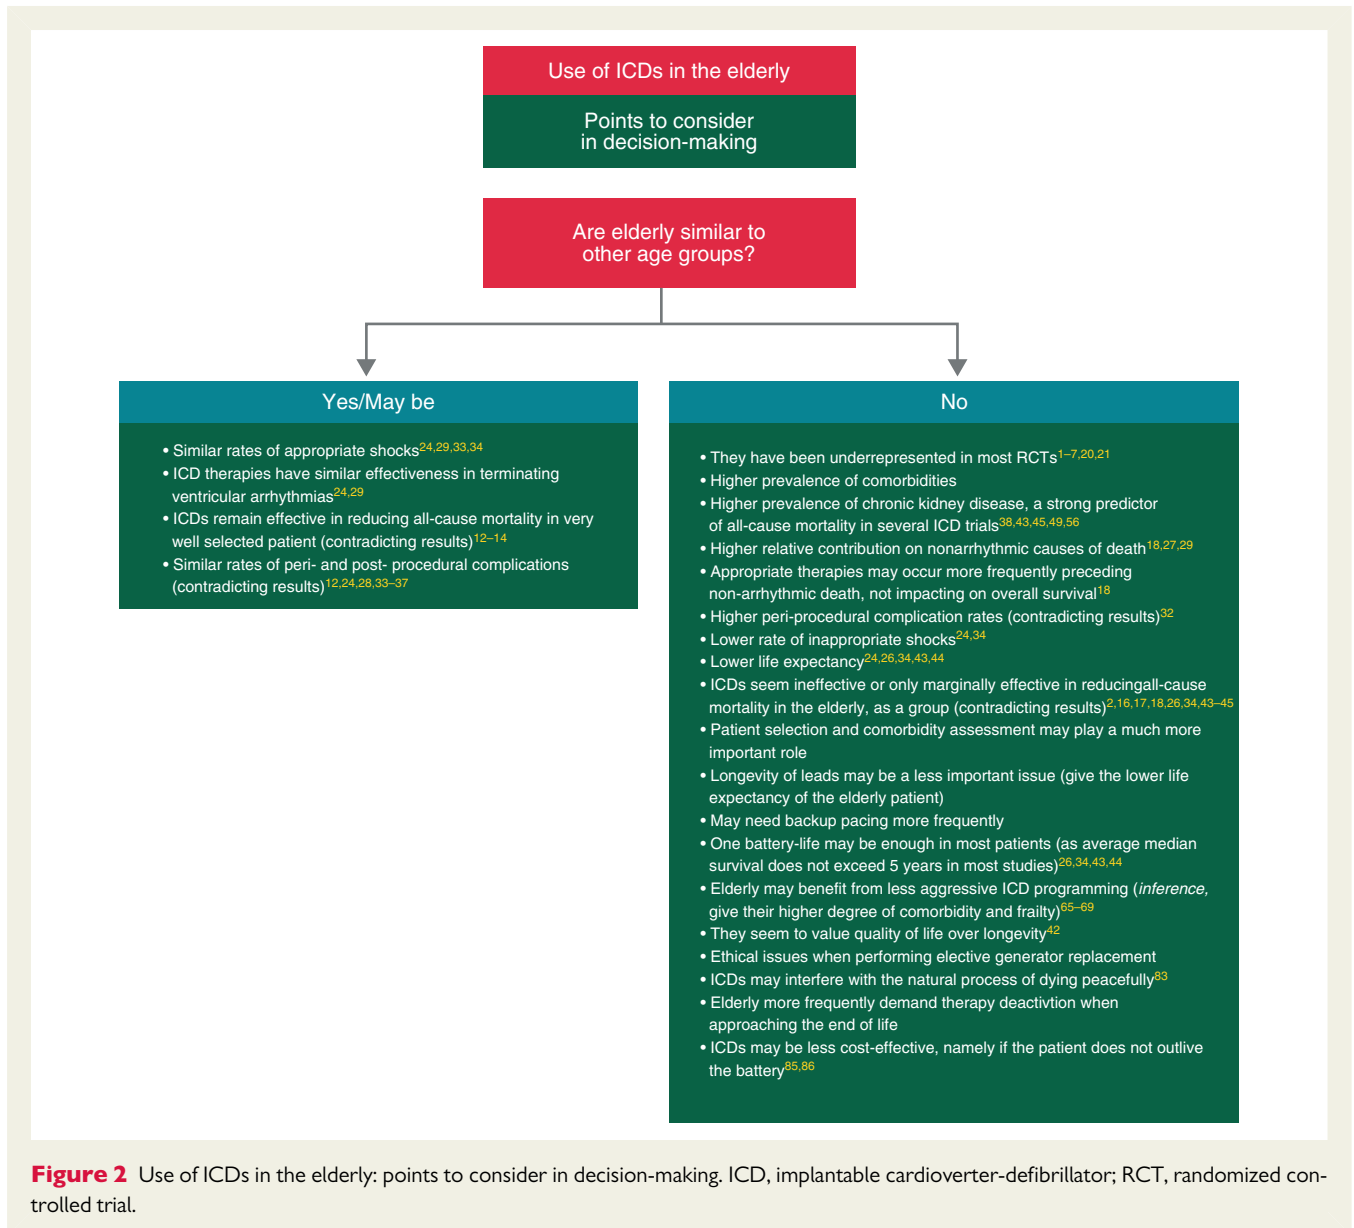 Use of ICDs in the elderly
Points to consider
in decision-making
Are elderly similar to
other age groups?
Yes/May be
• Similar rates of appropriate shocks24,29,33,34
• ICD therapies have similar effectiveness in terminating
ventricular arrhythmias24,29
• ICDs remain effective in reducing all-cause mortality in very
well selected patient (contradicting results)12–14
• Similar rates of peri- and post- procedural complications
(contradicting results)12,24,28,33–37
No
• They have been underrepresented in most RCTs1–7,20,21
• Higher prevalence of comorbidities
• Higher prevalence of chronic kidney disease, a strong predictor
of all-cause mortality in several ICD trials38,43,45,49,56
• Higher relative contribution on nonarrhythmic causes of death18,27,29
• Appropriate therapies may occur more frequently preceding
non-arrhythmic death, not impacting on overall survival18
• Higher peri-procedural complication rates (contradicting results)32
• Lower rate of inappropriate shocks24,34
• Lower life expectancy24,26,34,43,44
• ICDs seem ineffective or only marginally effective in reducingall-cause
mortality in the elderly, as a group (contradicting results)2,16,17,18,26,34,43–45
• Patient selection and comorbidity assessment may play a much more
important role
• Longevity of leads may be a less important issue (give the lower life
expectancy of the elderly patient)
• May need backup pacing more frequently
• One battery-life may be enough in most patients (as average median
survival does not exceed 5 years in most studies)26,34,43,44
• Elderly may benefit from less aggressive ICD programming (inference,
give their higher degree of comorbidity and frailty)65–69
• They seem to value quality of life over longevity42
• Ethical issues when performing elective generator replacement
• ICDs may interfere with the natural process of dying peacefully83
• Elderly more frequently demand therapy deactivtion when
approaching the end of life
• ICDs may be less cost-effective, namely if the patient does not outlive
the battery85,86
Figure 2 Use of ICDs in the elderly: points to consider in decision-making. ICD, implantable cardioverter-defibrillator; RCT, randomized con-
trolled trial.